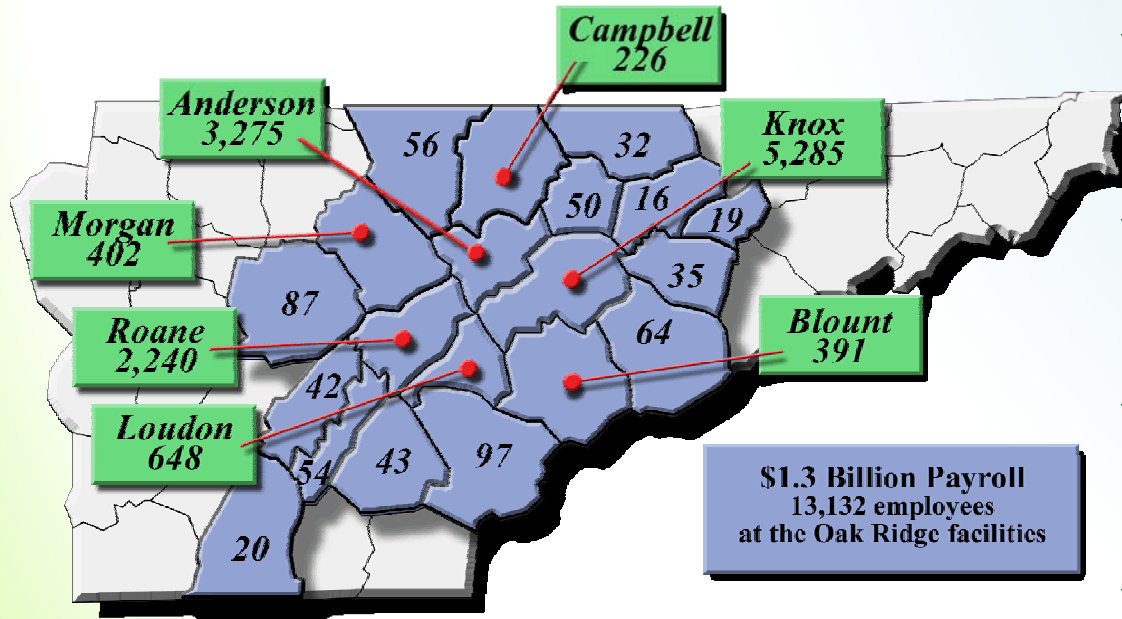 Campbell
226
Anderson
3,275
Knox
5,285
56
32
50
16
19
Morgan
402
35
87
64
Roane
2,240
Blount
391
42
Loudon
648
54
43
97
20
$1.3 Billion Payroll
13,132 employees
at the Oak Ridge facilities